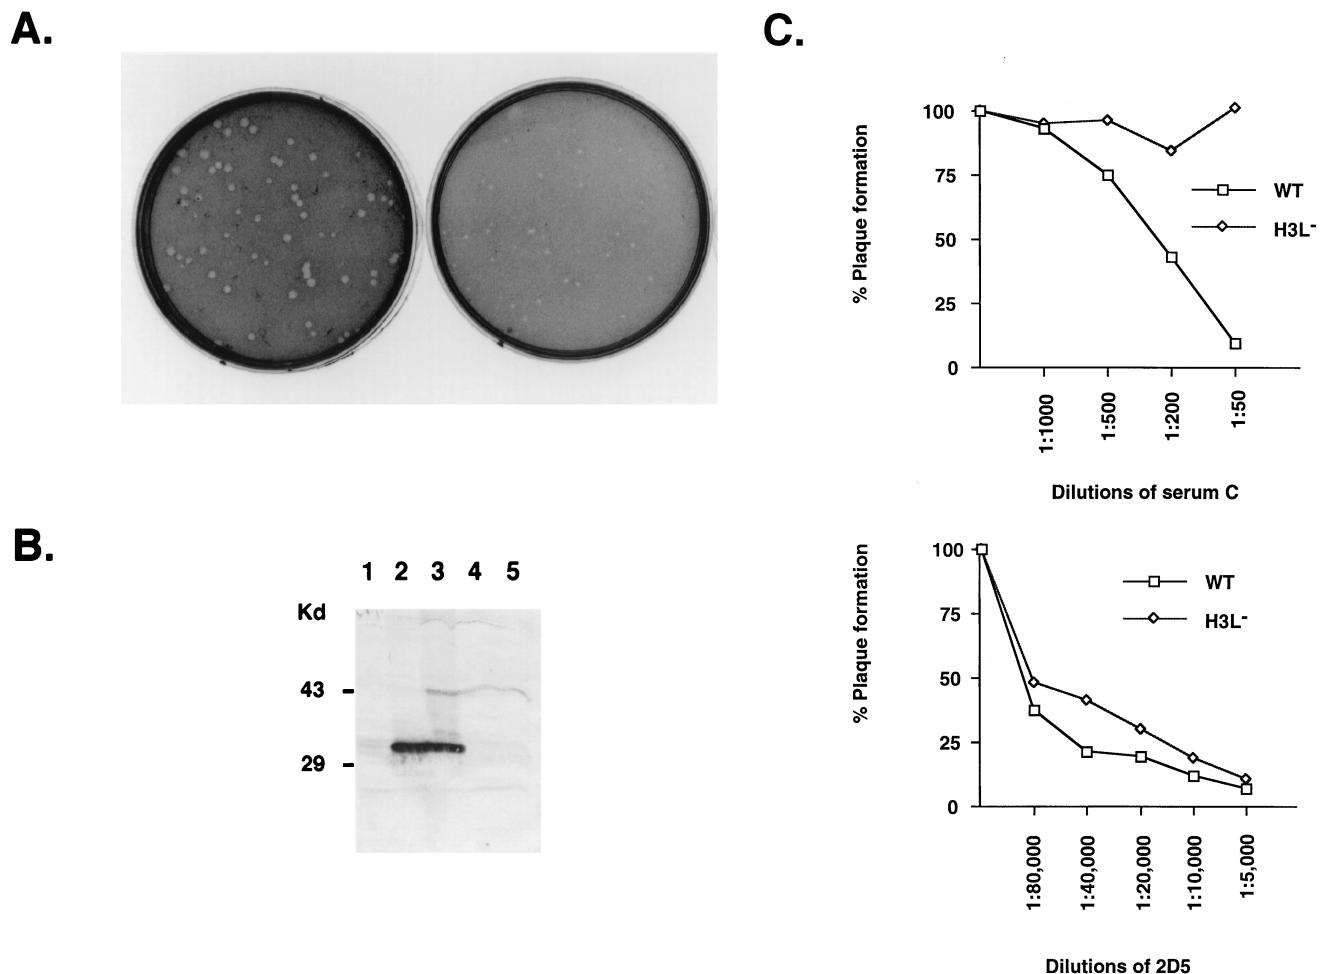 A.
B.
1 2 3 4 5
Kd
43
29
C.
% Plaque formation
100
75
50
25
0
WT
H3L-
1:1000
1:500
1:200
1:50
Dilutions of serum C
% Plaque formation
100
75
50
25
0
WT
H3L-
1:80,000
1:40,000
1:20,000
1:10,000
1:5,000
Dilutions of 2D5